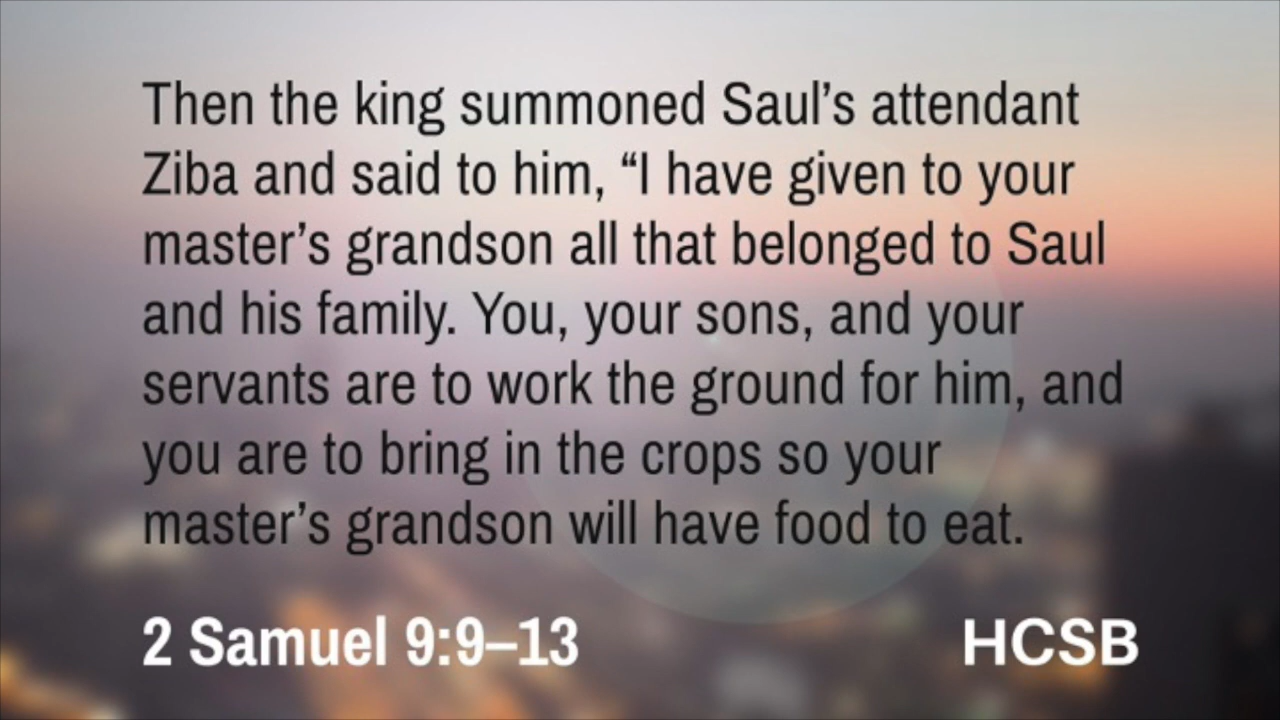 Then the king summoned Saul’s attendant
Ziba and said to him, “I have given to your
master’s grandson all that belonged to Saul
and his family. You, your sons, and your
servants are to work the ground for him, and
you are to bring in the crops so your
master’s grandson will have food to eat.
2 Samuel 9:9–13
HCSB